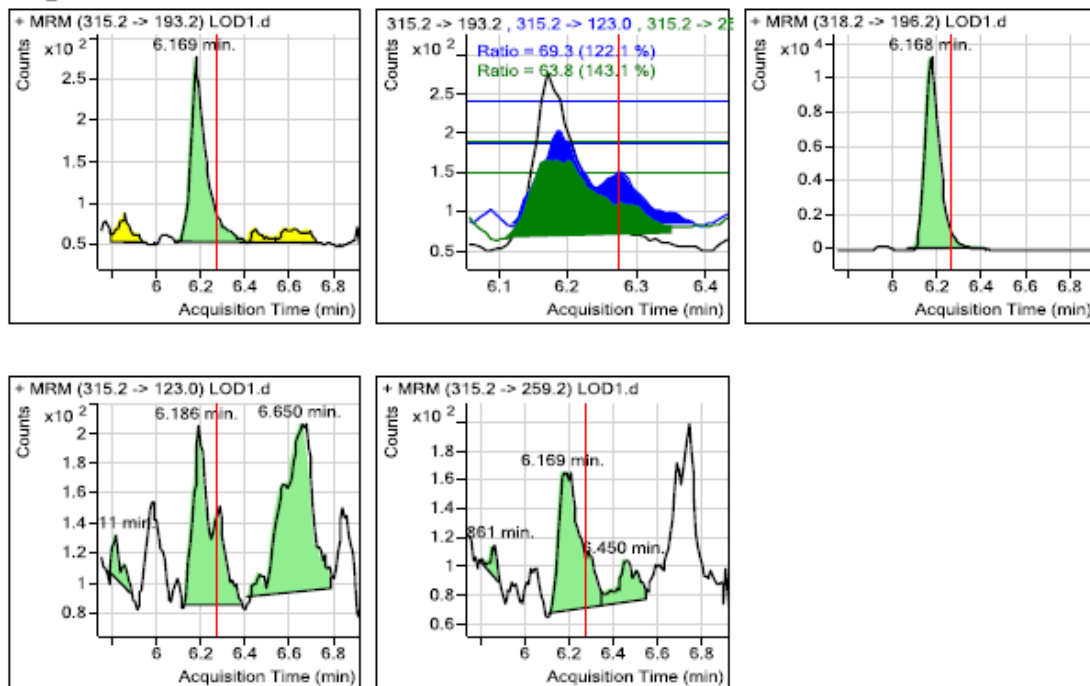 + MRM (315.2 -> 193.2) LOD1.d
Counts
x10 2
6.169 min.
2.5
2
1.5
1
0.5
6 6.2 6.4 6.6 6.8
Acquisition Time (min)
315.2 -> 193.2 , 315.2 -> 123.0 , 315.2 -> 25
Counts
x10 2
Ratio = 69.3 (122.1 %)
Ratio = 63.8 (143.1 %)
2.5
2
1.5
1
0.5
6.1 6.2 6.3 6.4
Acquisition Time (min)
+ MRM (318.2 -> 196.2) LOD1.d
Counts
x10 4
6.168 min.
1
0.8
0.6
0.4
0.2
0
6 6.2 6.4 6.6 6.8
Acquisition Time (min)
+ MRM (315.2 -> 123.0) LOD1.d
Counts
x10 2
6.186 min. 6.650 min.
2
1.8
1.6
1.4
11 min.
1.2
1
0.8
6 6.2 6.4 6.6 6.8
Acquisition Time (min)
+ MRM (315.2 -> 259.2) LOD1.d
Counts
x10 2
1.8
6.169 min.
1.6
1.4
1.2
861 min. 6.450 min.
1
0.8
0.6
6 6.2 6.4 6.6 6.8
Acquisition Time (min)